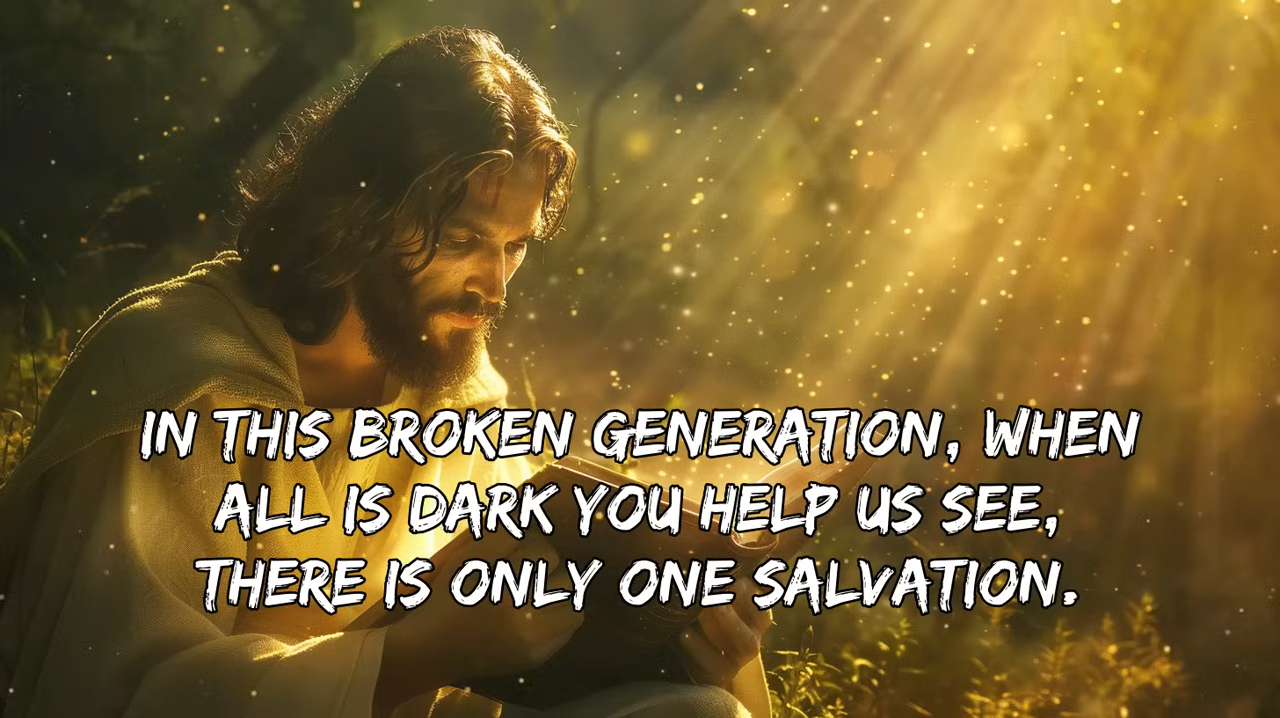 IN THIS BROKEN GENERATION, WHEN
ALL IS DARK YOU HELP US SEE,
THERE IS ONLY ONE SALVATION.